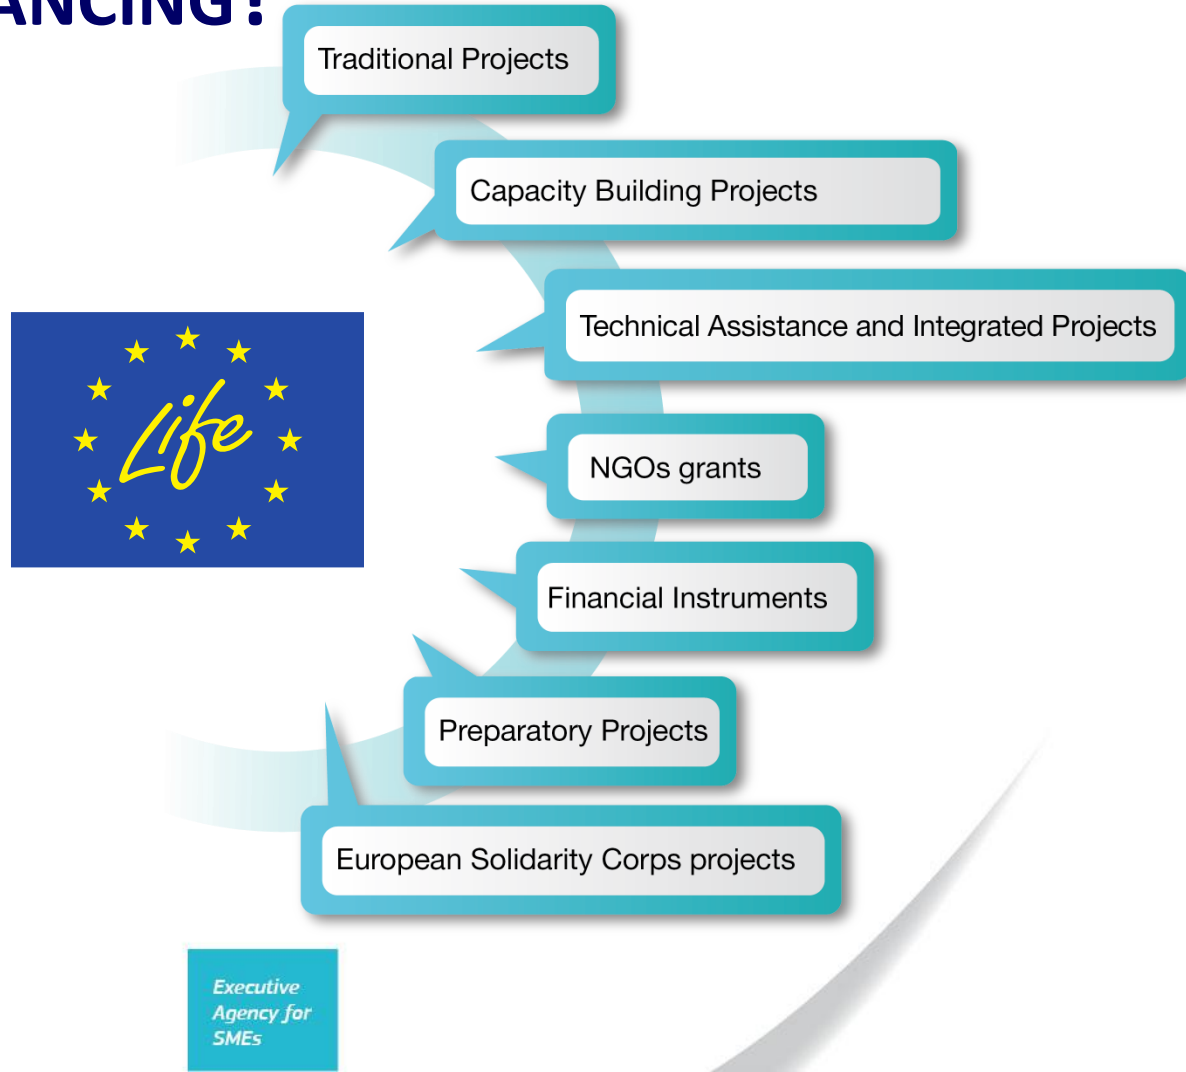 ANCING?
Traditional Projects
Capacity Building Projects
Technical Assistance and Integrated Projects
Life
NGOs grants
Financial Instruments
Preparatory Projects
European Solidarity Corps projects
Executive
Agency for
SMEs